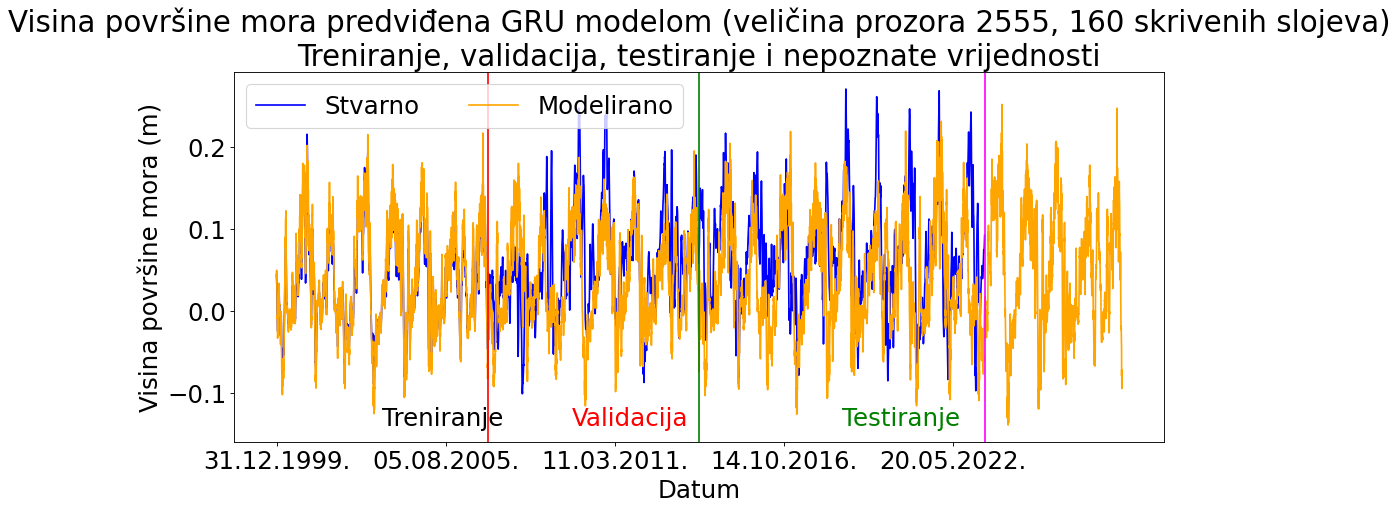 Visina površine mora predviđena GRU modelom (veličina prozora 2555, 160 skrivenih slojeva)
Treniranje, validacija, testiranje i nepoznate vrijednosti
Stvarno Modelirano
Visina površine mora (m)
0.2
0.1
0.0
−0.1
Treniranje Validacija Testiranje
31.12.1999. 05.08.2005. 11.03.2011. 14.10.2016. 20.05.2022.
Datum